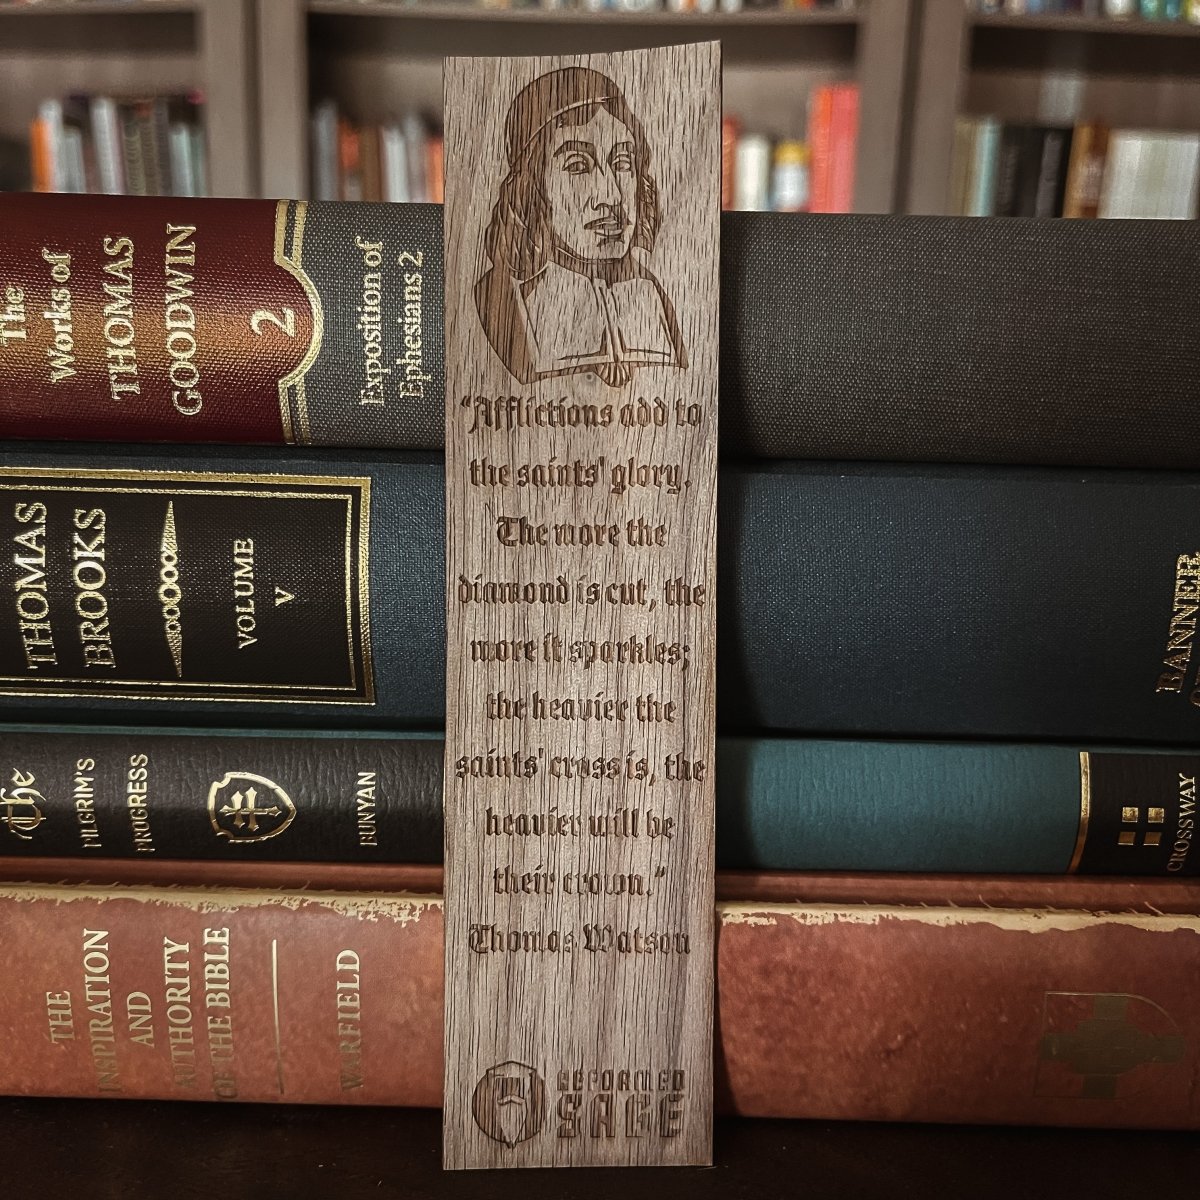 The
Works of
THOMAS
GOODWIN
2
Exposition of
Ephesians 2
THOMAS
BROOKS
VOLUME
V
BANNER
The
PILGRIM'S
PROGRESS
BUNYAN
CROSSWAY
THE
INSPIRATION
AND
AUTHORITY
OF THE BIBLE
WARFIELD
"Afflictions add to
the saints' glory.
The more the
diamond is cut, the
more it sparkles;
the heavier the
saints' cross is, the
heavier will be
their crown."
Thomas Watson
REFORMED
SAGE